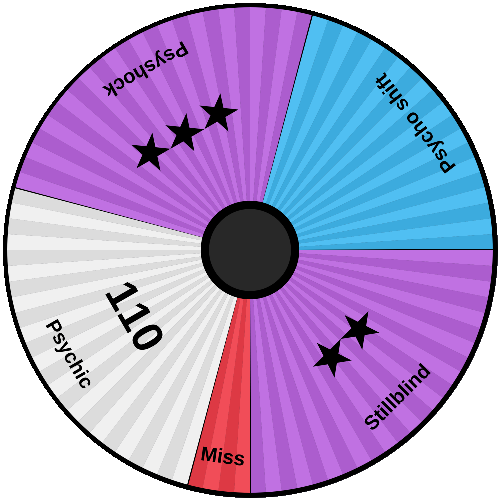 Psyshock
★★★
Psycho shift
Stillblind
★★
Miss
Psychic
110